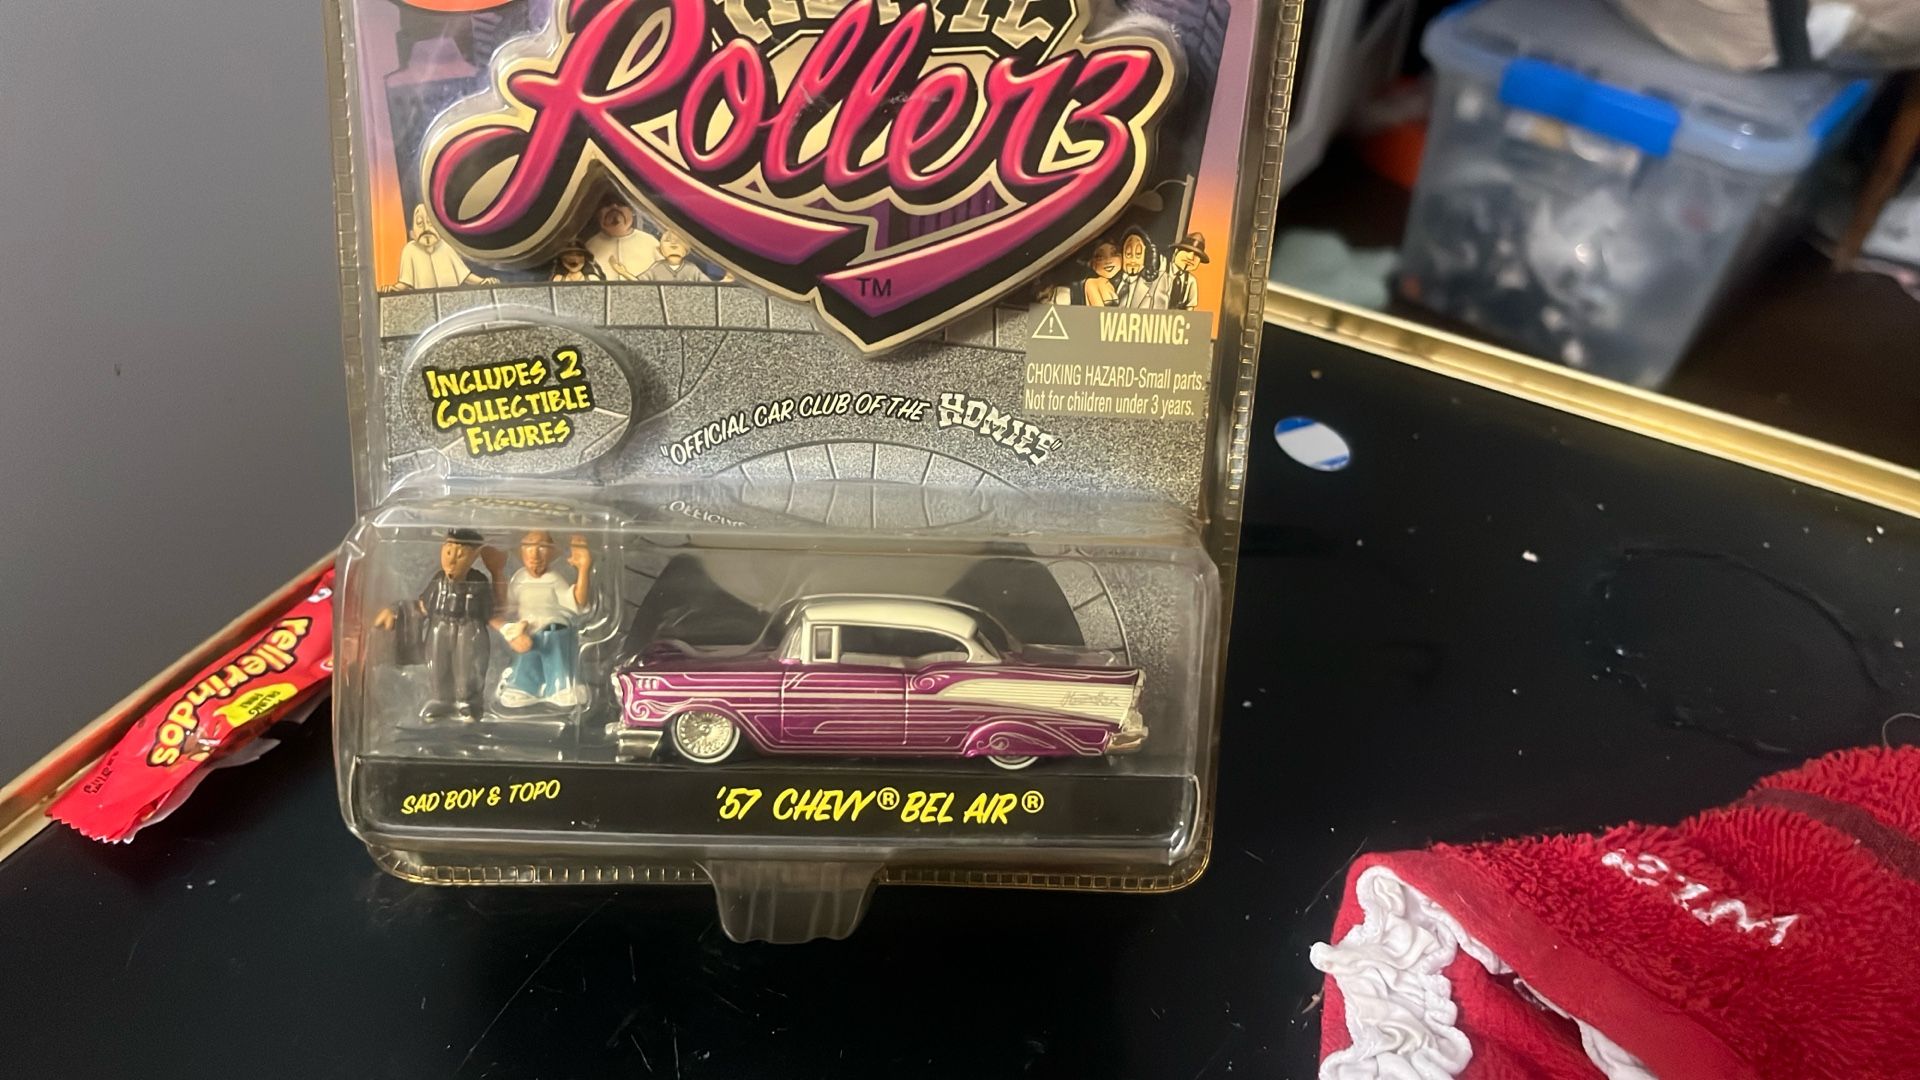 Rollerz
TM
WARNING:
CHOKING HAZARD-Small parts.
Not for children under 3 years.
INCLUDES 2
COLLECTIBLE
FIGURES
"OFFICIAL CAR CLUB OF THE HOMIES"
SAD BOY & TOPO
'57 CHEVY® BEL AIR®
rellerindos